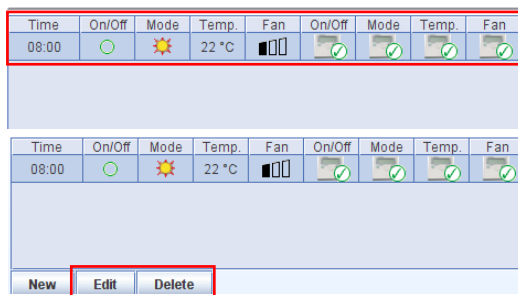 Time On/Off Mode Temp. Fan On/Off Mode Temp. Fan
08:00 22 °C
Time On/Off Mode Temp. Fan On/Off Mode Temp. Fan
08:00 22 °C
New Edit Delete